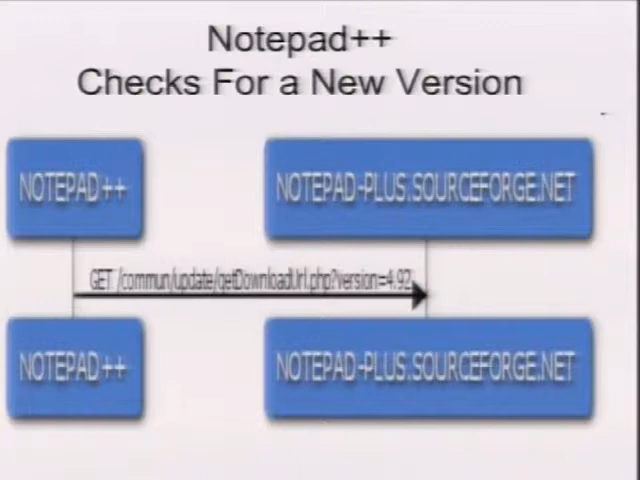 Notepad++
Checks For a New Version
NOTEPAD++
NOTEPAD-PLUS.SOURCEFORGE.NET
GET /commun/update/getDownloadUrl.php?version=4.92
NOTEPAD++
NOTEPAD-PLUS.SOURCEFORGE.NET